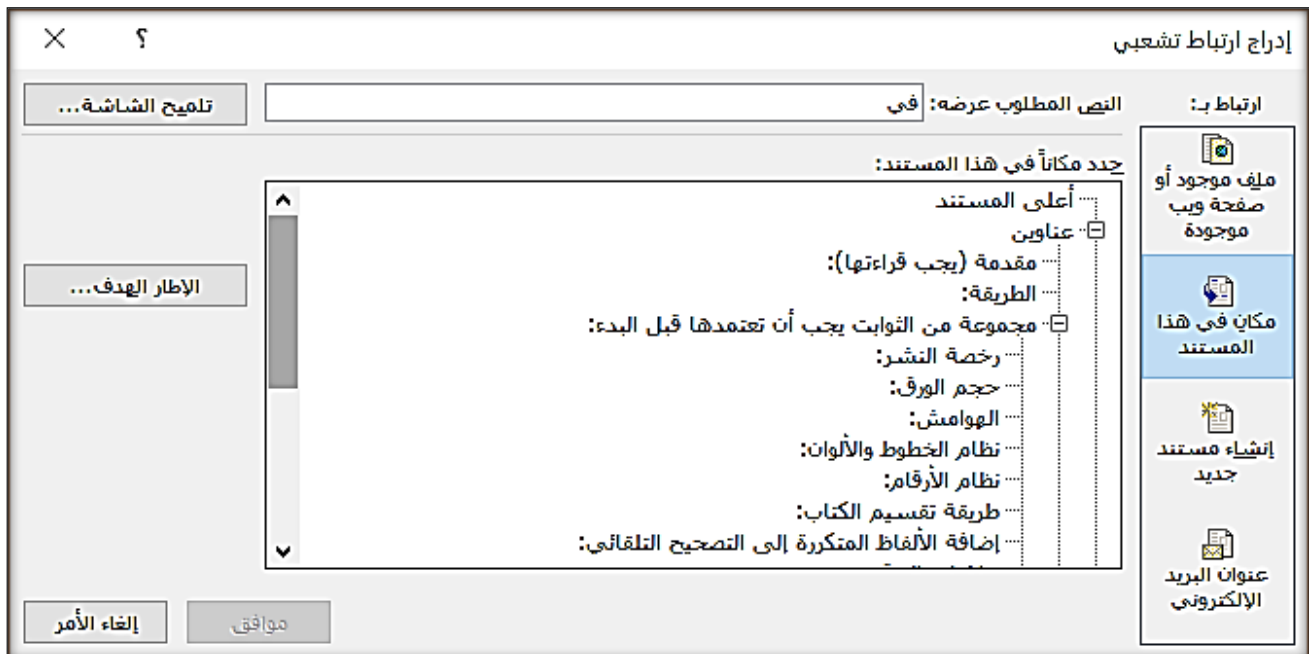 إدراج ارتباط تشعبي
؟
ارتباط بـ:
النص المطلوب عرضه: في
تلميح الشاشة...
ملف موجود أو
صفحة ويب
موجودة
مكان في هذا
المستند
إنشاء مستند
جديد
عنوان البريد
الإلكتروني
حدد مكاناً في هذا المستند:
أعلى المستند
عناوين
مقدمة (يجب قراءتها):
الطريقة:
مجموعة من الثوابت يجب أن تعتمدها قبل البدء:
رخصة النشر:
حجم الورق:
الهوامش:
نظام الخطوط والألوان:
نظام الأرقام:
طريقة تقسيم الكتاب:
إضافة الألفاظ المتكررة إلى التصحيح التلقائي:
الإطار الهدف...
موافق
إلغاء الأمر